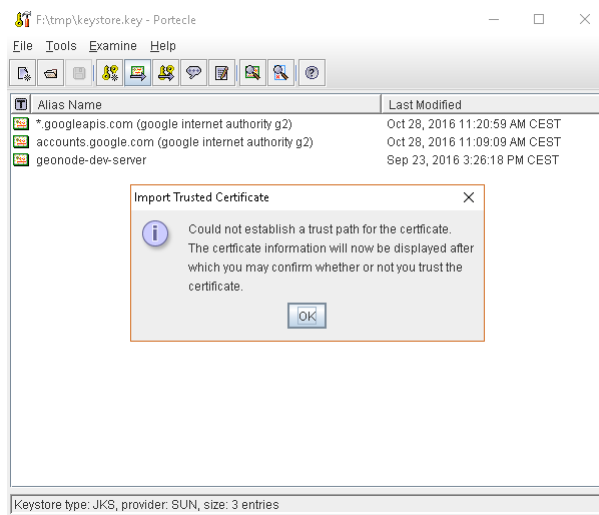 F:\tmp\keystore.key - Portecle
File Tools Examine Help
T Alias Name Last Modified
*.googleapis.com (google internet authority g2) Oct 28, 2016 11:20:59 AM CEST
accounts.google.com (google internet authority g2) Oct 28, 2016 11:09:09 AM CEST
geonode-dev-server Sep 23, 2016 3:26:18 PM CEST
Import Trusted Certificate
Could not establish a trust path for the certficate.
The certficate information will now be displayed after
which you may confirm whether or not you trust the
certificate.
OK
Keystore type: JKS, provider: SUN, size: 3 entries